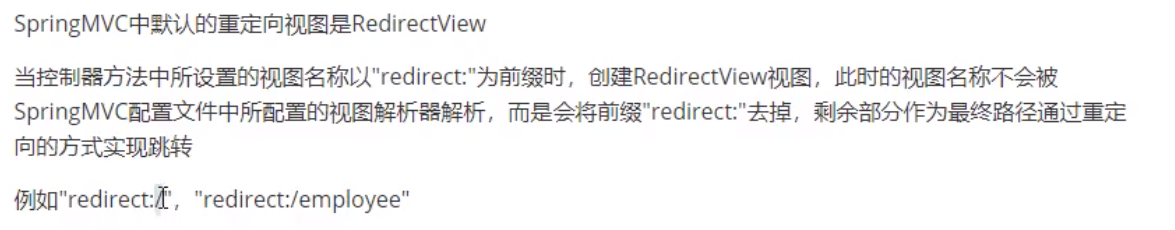 SpringMVC中默认的重定向视图是RedirectView
当控制器方法中所设置的视图名称以"redirect:"为前缀时，创建RedirectView视图，此时的视图名称不会被
SpringMVC配置文件中所配置的视图解析器解析，而是会将前缀"redirect:"去掉，剩余部分作为最终路径通过重定
向的方式实现跳转
例如"redirect:/"，"redirect:/employee"